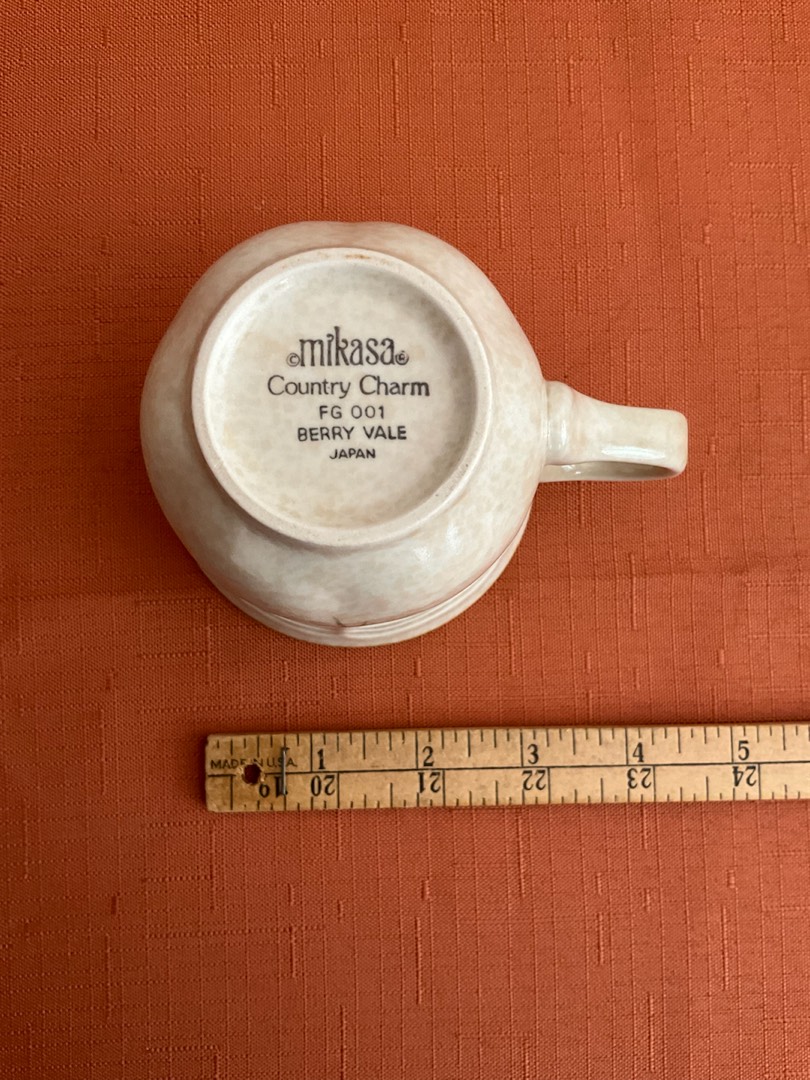 ©mikasa®
Country Charm
FG 001
BERRY VALE
JAPAN
MADE IN U.S.A. 1 2 3 4 5
19 20 21 22 23 24